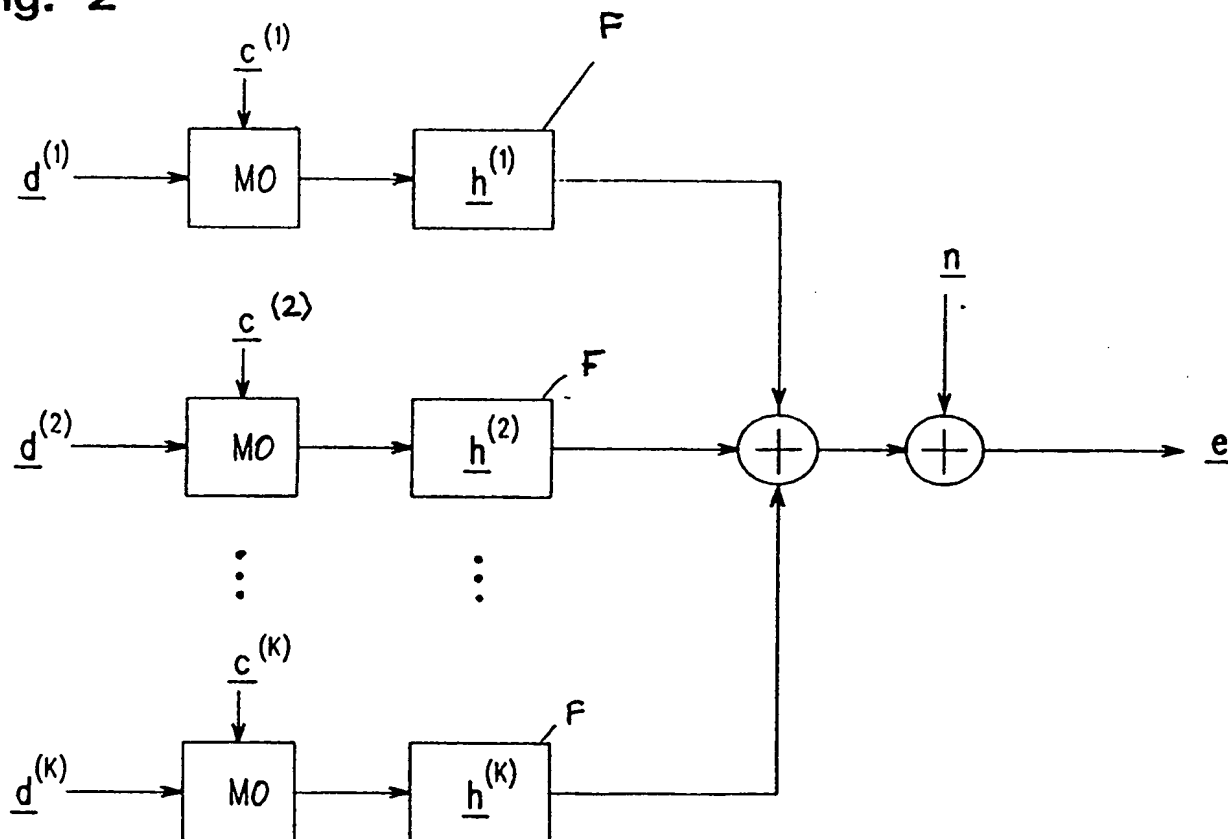 ig. 2
F
c (1)
d (1)
MO
h (1)
n
c (2)
F
d (2)
MO
h (2)
+
+
e
c (K)
F
d (K)
MO
h (K)